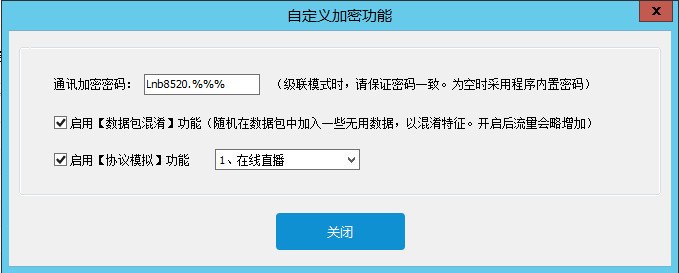 自定义加密功能
x
通讯加密密码： Lnb8520.%%% （级联模式时，请保证密码一致。为空时采用程序内置密码）
启用【数据包混淆】功能（随机在数据包中加入一些无用数据，以混淆特征。开启后流量会略增加）
启用【协议模拟】功能 1、在线直播
关闭